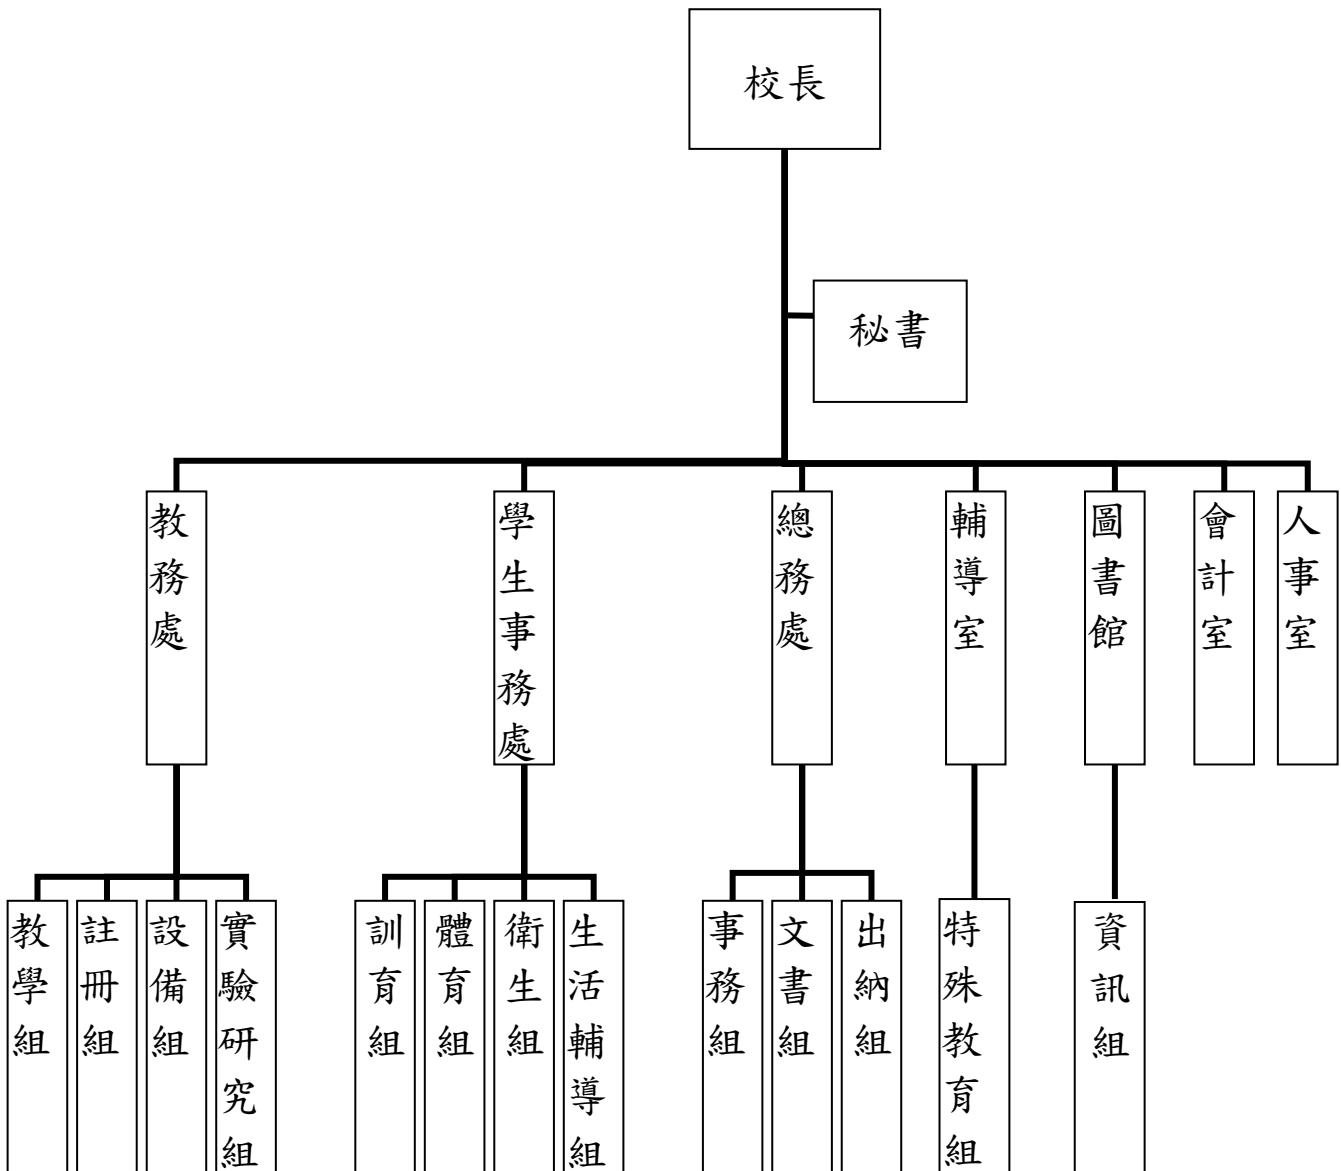 校長
秘書
教務處
學生事務處
總務處
輔導室
圖書館
會計室
人事室
教學組
註冊組
設備組
實驗研究組
訓育組
體育組
衛生組
生活輔導組
事務組
文書組
出納組
特殊教育組
資訊組